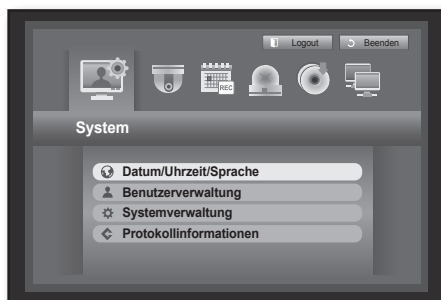 Logout Beenden
REC
System
Datum/Uhrzeit/Sprache
Benutzerverwaltung
Systemverwaltung
Protokollinformationen